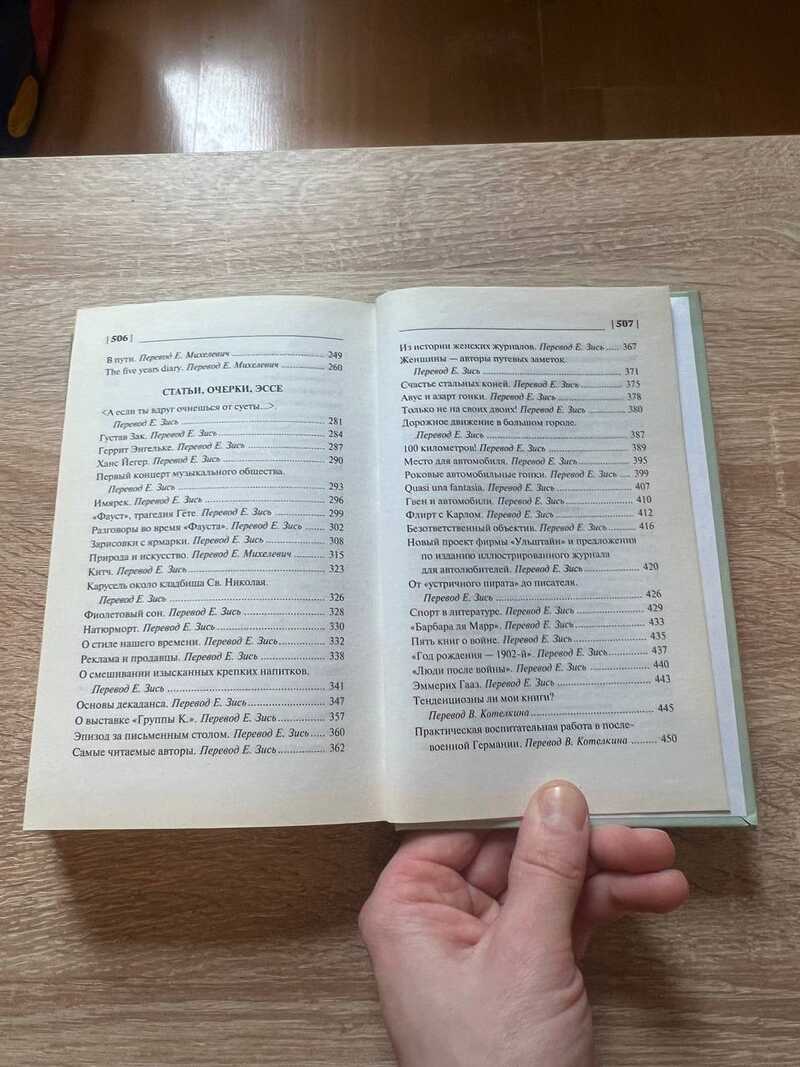 | 506 |
В пути. Перевод Е. Михелевич ........ 249
The five years diary. Перевод Е. Михелевич ........ 260
СТАТЬИ, ОЧЕРКИ, ЭССЕ
<А если ты вдруг очнешься от суеты...>.
Перевод Е. Зись ........ 281
Густав Зак. Перевод Е. Зись ........ 284
Геррит Энгельке. Перевод Е. Зись ........ 287
Ханс Йегер. Перевод Е. Зись ........ 290
Первый концерт музыкального общества.
Перевод Е. Зись ........ 293
Имярек. Перевод Е. Зись ........ 296
«Фауст», трагедия Гёте. Перевод Е. Зись ........ 299
Разговоры во время «Фауста». Перевод Е. Зись ........ 302
Зарисовки с ярмарки. Перевод Е. Зись ........ 308
Природа и искусство. Перевод Е. Михелевич ........ 315
Китч. Перевод Е. Зись ........ 323
Карусель около кладбища Св. Николая.
Перевод Е. Зись ........ 326
Фиолетовый сон. Перевод Е. Зись ........ 328
Натюрморт. Перевод Е. Зись ........ 330
О стиле нашего времени. Перевод Е. Зись ........ 332
Реклама и продавцы. Перевод Е. Зись ........ 338
О смешивании изысканных крепких напитков.
Перевод Е. Зись ........ 341
Основы декаданса. Перевод Е. Зись ........ 347
О выставке «Группы К.». Перевод Е. Зись ........ 357
Эпизод за письменным столом. Перевод Е. Зись ..... 360
Самые читаемые авторы. Перевод Е. Зись ........ 362
| 507 |
Из истории женских журналов. Перевод Е. Зись ..... 367
Женщины — авторы путевых заметок.
Перевод Е. Зись ........ 371
Счастье стальных коней. Перевод Е. Зись ........ 375
Авус и азарт гонки. Перевод Е. Зись ........ 378
Только не на своих двоих! Перевод Е. Зись ........ 380
Дорожное движение в большом городе.
Перевод Е. Зись ........ 387
100 километров! Перевод Е. Зись ........ 389
Место для автомобиля. Перевод Е. Зись ........ 395
Роковые автомобильные гонки. Перевод Е. Зись ..... 399
Quasi una fantasia. Перевод Е. Зись ........ 407
Гвен и автомобили. Перевод Е. Зись ........ 410
Флирт с Карлом. Перевод Е. Зись ........ 412
Безответственный объектив. Перевод Е. Зись ........ 416
Новый проект фирмы «Ульштайн» и предложения
по изданию иллюстрированного журнала
для автолюбителей. Перевод Е. Зись ........ 420
От «устричного пирата» до писателя.
Перевод Е. Зись ........ 426
Спорт в литературе. Перевод Е. Зись ........ 429
«Барбара ля Марр». Перевод Е. Зись ........ 433
Пять книг о войне. Перевод Е. Зись ........ 435
«Год рождения — 1902-й». Перевод Е. Зись ........ 437
«Люди после войны». Перевод Е. Зись ........ 440
Эммерих Гааз. Перевод Е. Зись ........ 443
Тенденциозны ли мои книги?
Перевод В. Котелкина ........ 445
Практическая воспитательная работа в после-
военной Германии. Перевод В. Котелкина ........ 450